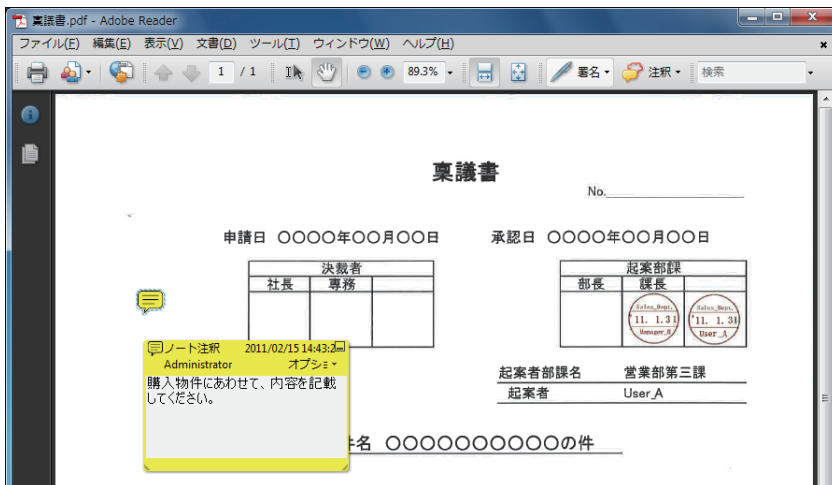 稟議書.pdf - Adobe Reader
ファイル(F) 編集(E) 表示(V) 文書(D) ツール(T) ウィンドウ(W) ヘルプ(H)
1 / 1 89.3% 署名 注釈 検索
稟議書
No.
申請日 〇〇〇〇年〇〇月〇〇日 承認日 〇〇〇〇年〇〇月〇〇日
決裁者 起案部課
社長 専務 部長 課長
Sales_Dept. Sales_Dept.
'11. 1.31 '11. 1.31
Manager_B User_A
ノート注釈 2011/02/15 14:43:2
Administrator オプショ
購入物件にあわせて、内容を記載
してください。
起案者部課名 営業部第三課
起案者 User_A
件名 〇〇〇〇〇〇〇〇〇〇の件